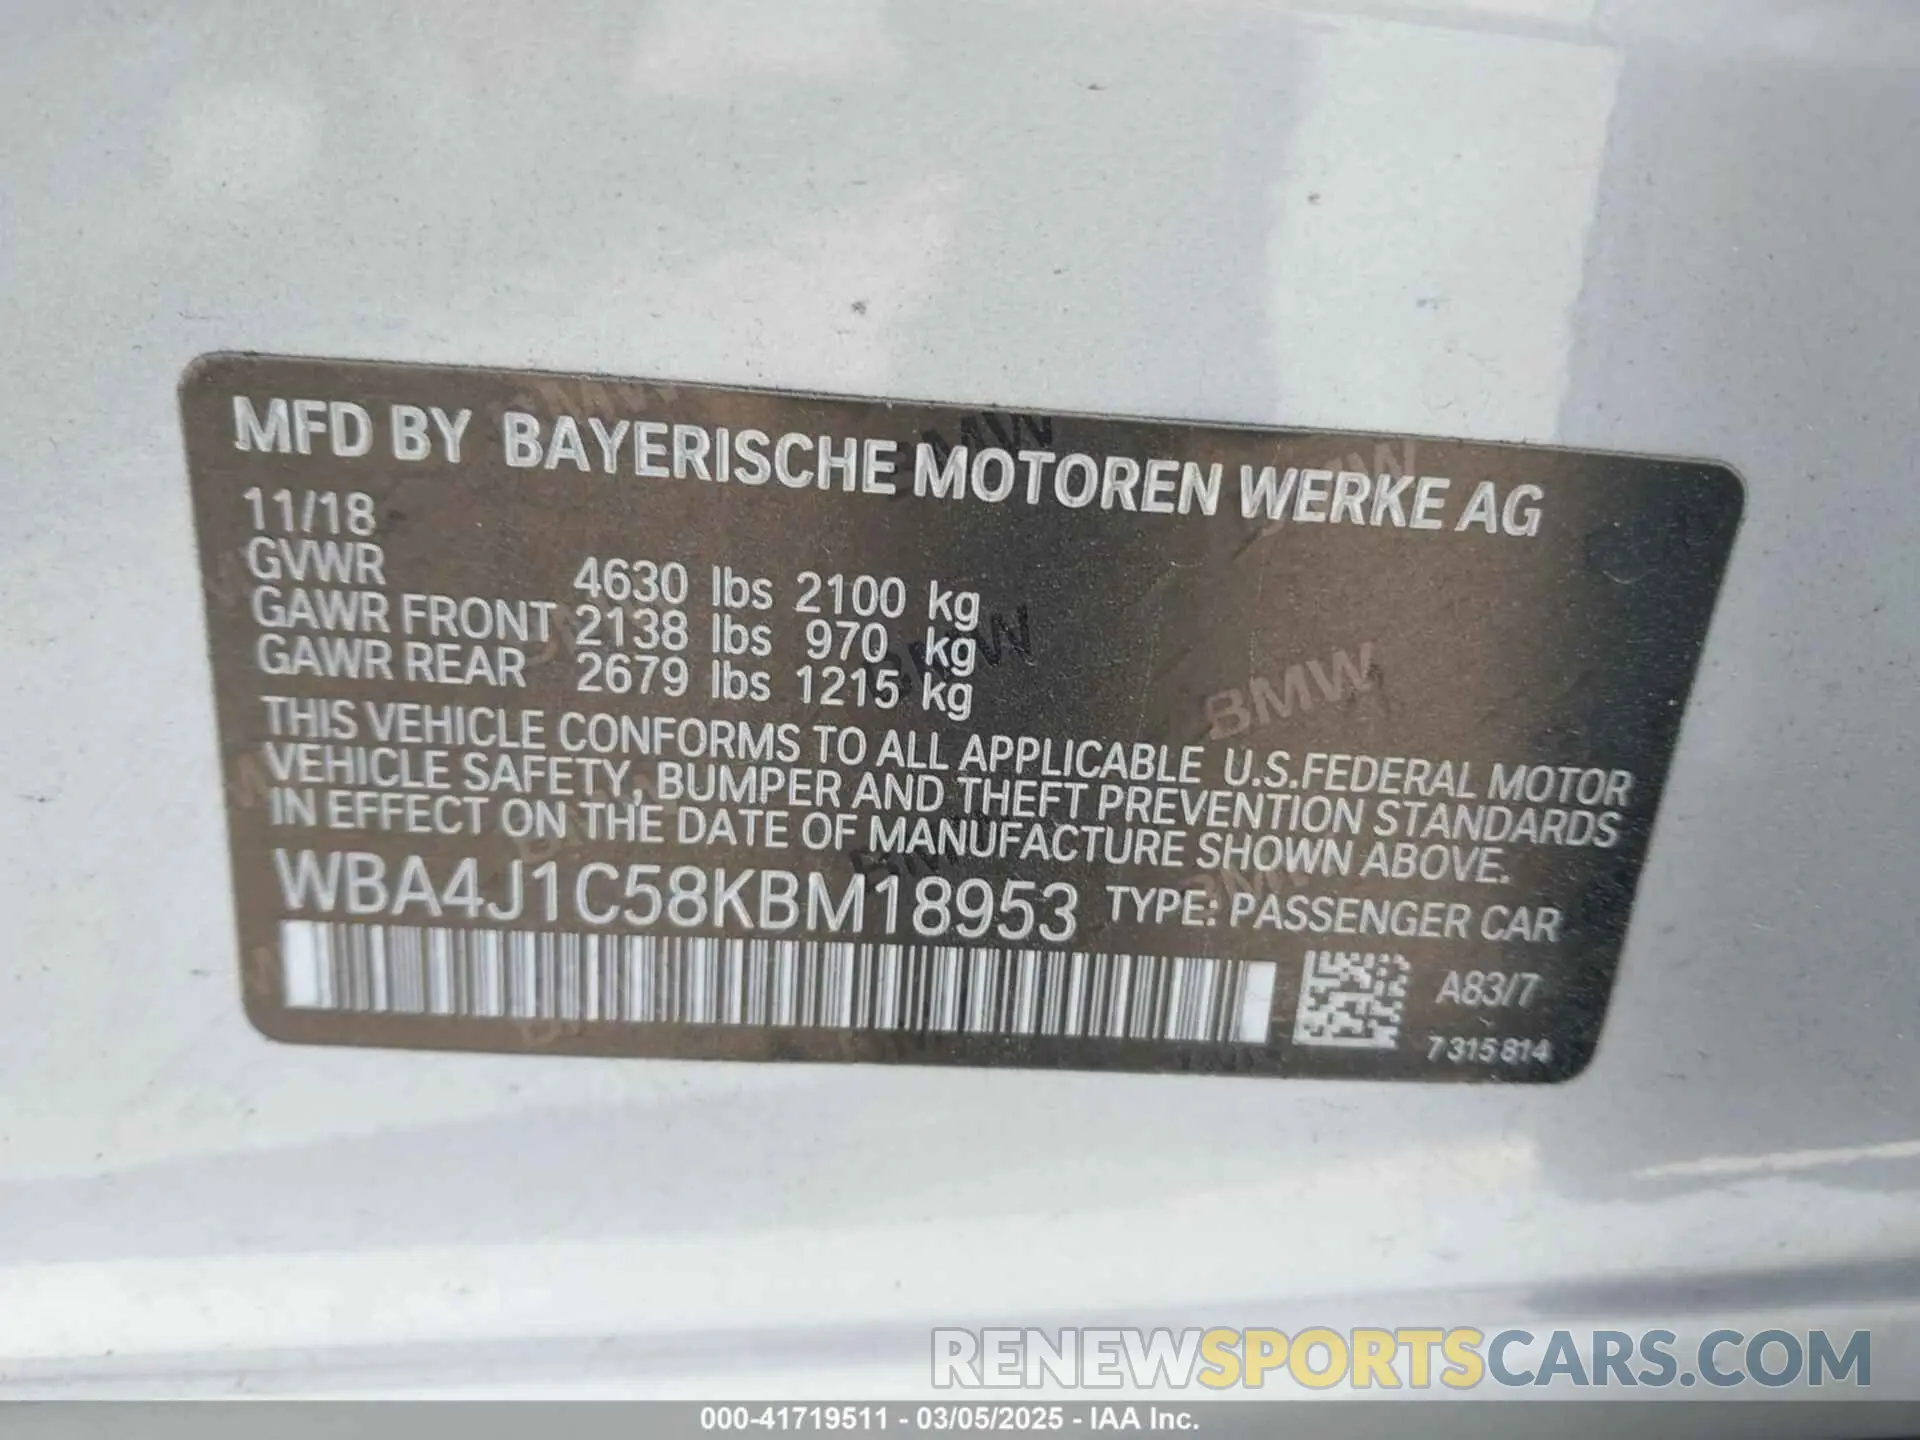 MFD BY BAYERISCHE MOTOREN WERKE AG
11/18
GVWR 4630 lbs 2100 kg
GAWR FRONT 2138 lbs 970 kg
GAWR REAR 2679 lbs 1215 kg
THIS VEHICLE CONFORMS TO ALL APPLICABLE U.S.FEDERAL MOTOR
VEHICLE SAFETY, BUMPER AND THEFT PREVENTION STANDARDS
IN EFFECT ON THE DATE OF MANUFACTURE SHOWN ABOVE.
WBA4J1C58KBM18953 TYPE: PASSENGER CAR
A83/7
7315814
RENEWSPORTSCARS.COM
000-41719511 - 03/05/2025 - IAA Inc.